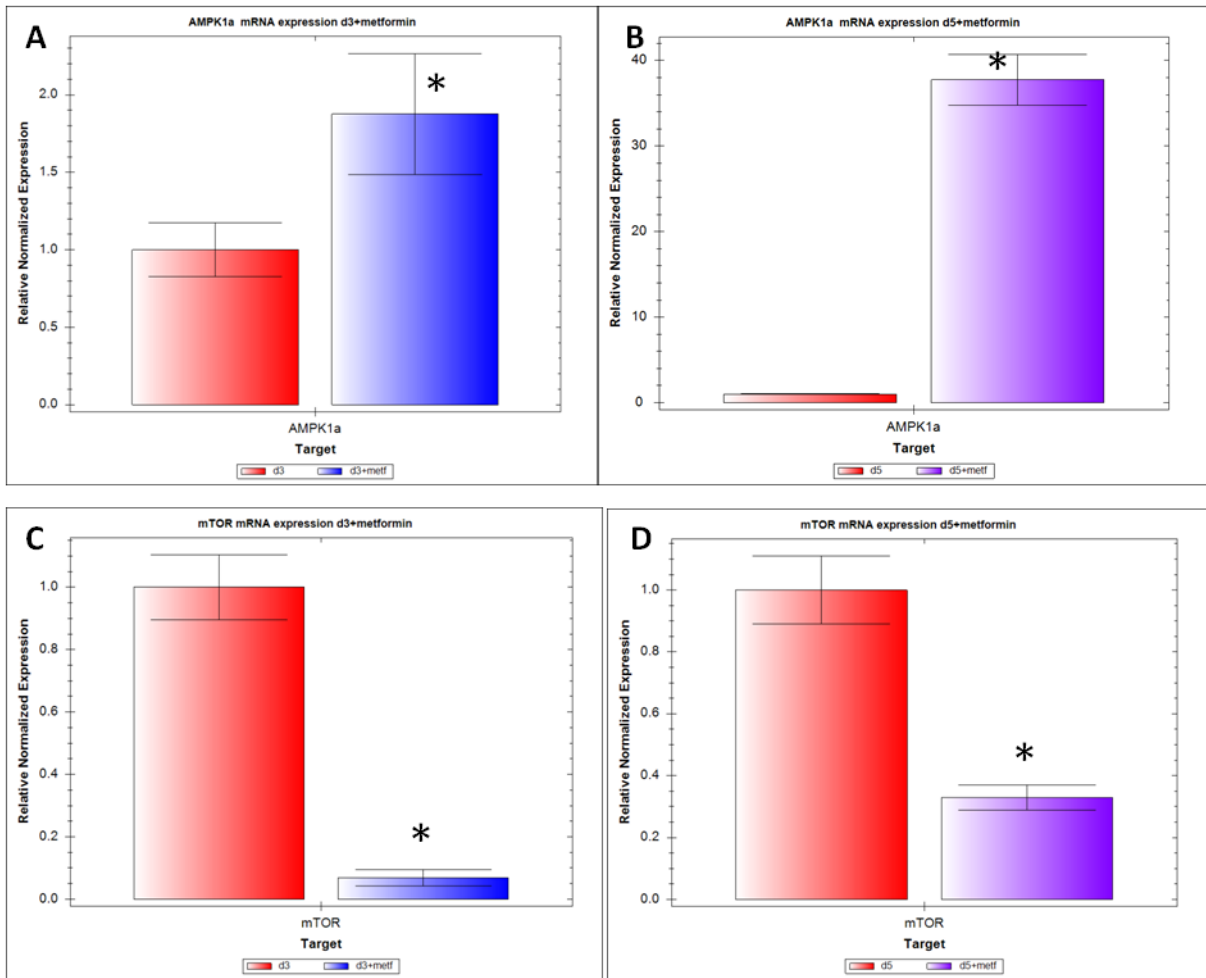 A
AMPK1a mRNA expression d3+metformin
Relative Normalized Expression
2.0
1.5
1.0
0.5
0.0
*
AMPK1a
Target
d3 d3+metf
B
AMPK1a mRNA expression d5+metformin
Relative Normalized Expression
40
30
20
10
0
*
AMPK1a
Target
d5 d5+metf
C
mTOR mRNA expression d3+metformin
Relative Normalized Expression
1.0
0.8
0.6
0.4
0.2
0.0
*
mTOR
Target
d3 d3+metf
D
mTOR mRNA expression d5+metformin
Relative Normalized Expression
1.0
0.8
0.6
0.4
0.2
0.0
*
mTOR
Target
d5 d5+metf